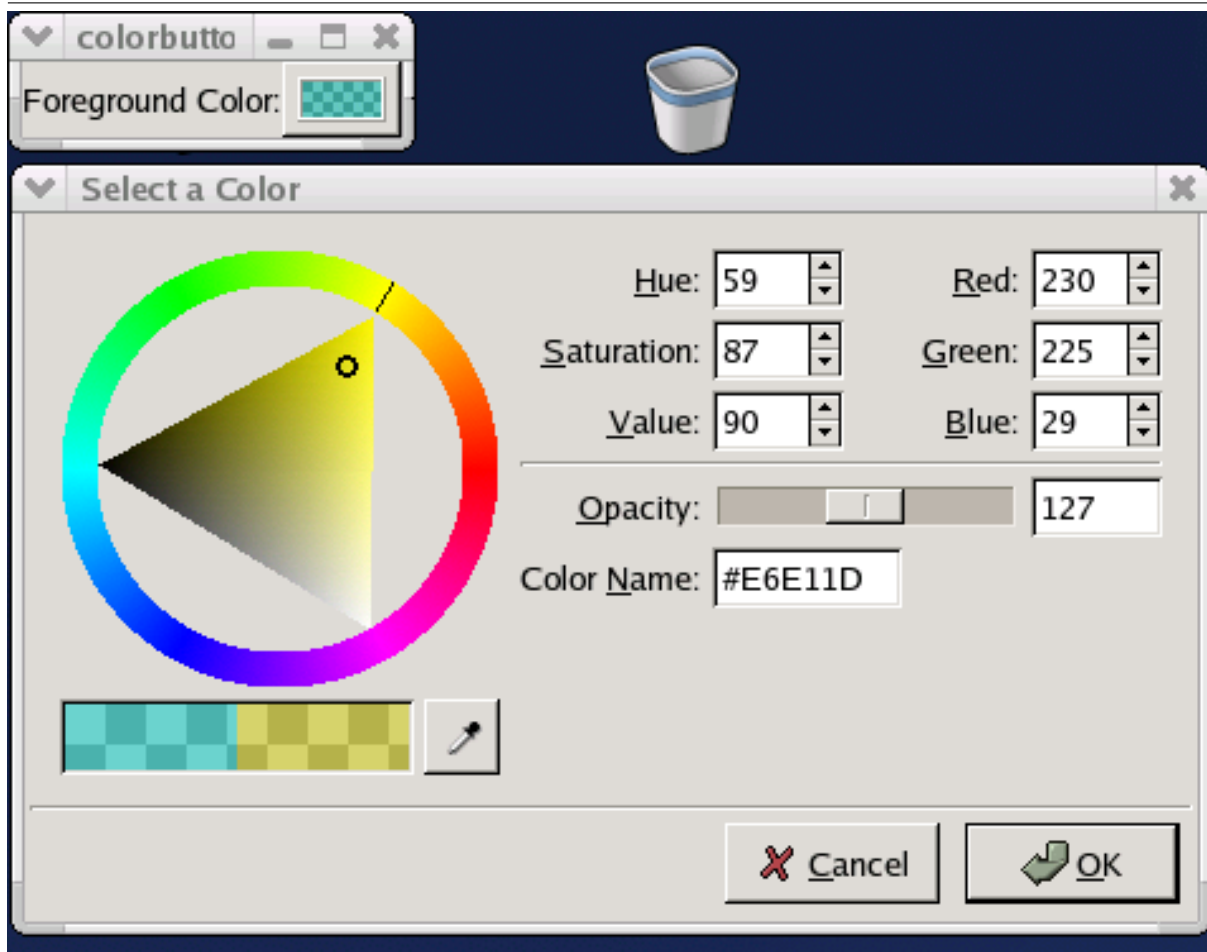 colorbutto
Foreground Color:
Select a Color
Hue: 59 Red: 230
Saturation: 87 Green: 225
Value: 90 Blue: 29
Opacity: 127
Color Name: #E6E11D
Cancel OK